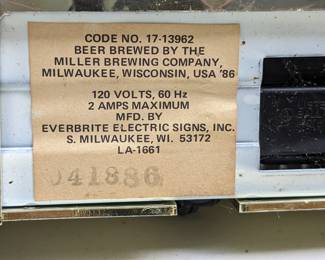 CODE NO. 17-13962
BEER BREWED BY THE
MILLER BREWING COMPANY,
MILWAUKEE, WISCONSIN, USA '86
120 VOLTS, 60 Hz
2 AMPS MAXIMUM
MFD. BY
EVERBRITE ELECTRIC SIGNS, INC.
S. MILWAUKEE, WI. 53172
LA-1661
041886